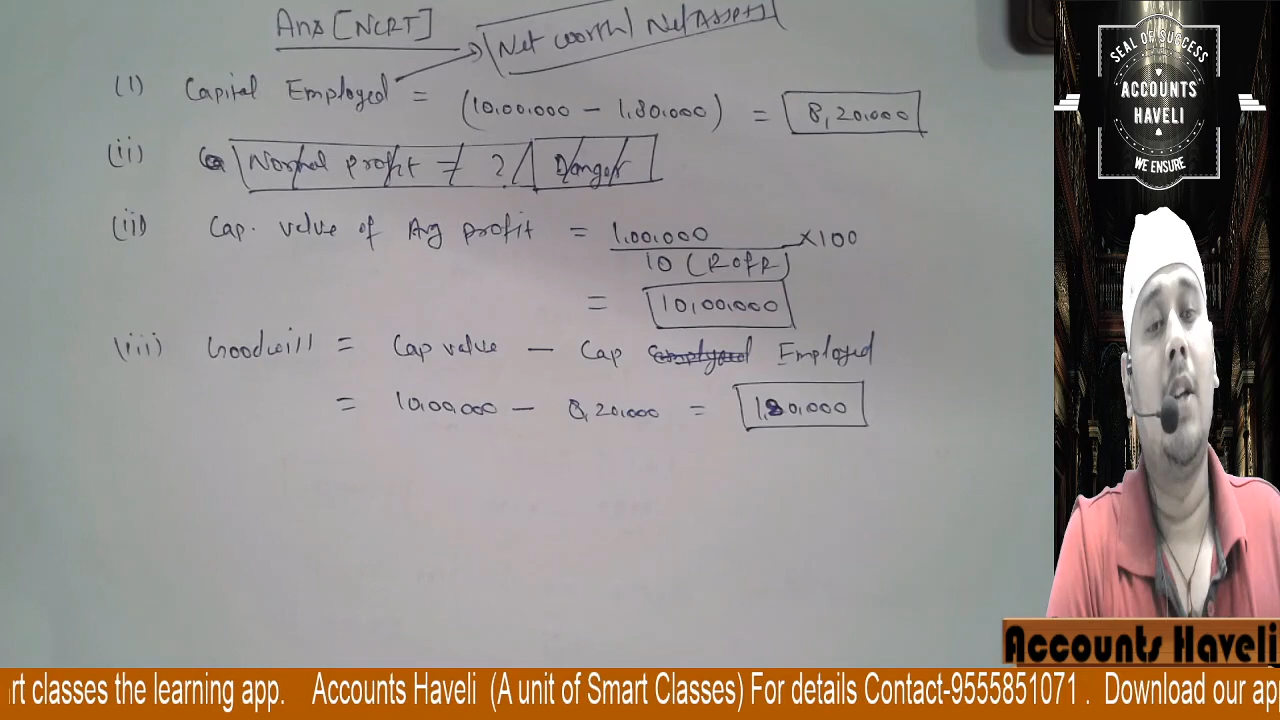 Ans [NCRT]
Net worth/ Net Assets/
(1) Capital Employed = (10,00,000 - 1,80,000) = 8,20,000
(ii) Normal profit = ? / Danger
(ii) Cap. value of Avg profit = 1,00,000 ×100
10 (R of R)
= 10,00,000
(iii) Goodwill = Cap value - Cap Employed
= 10,00,000 - 8,20,000 = 1,80,000
SEAL OF SUCCESS
ACCOUNTS
HAVELI
WE ENSURE
Accounts Haveli
rt classes the learning app. Accounts Haveli (A unit of Smart Classes) For details Contact-9555851071 . Download our app